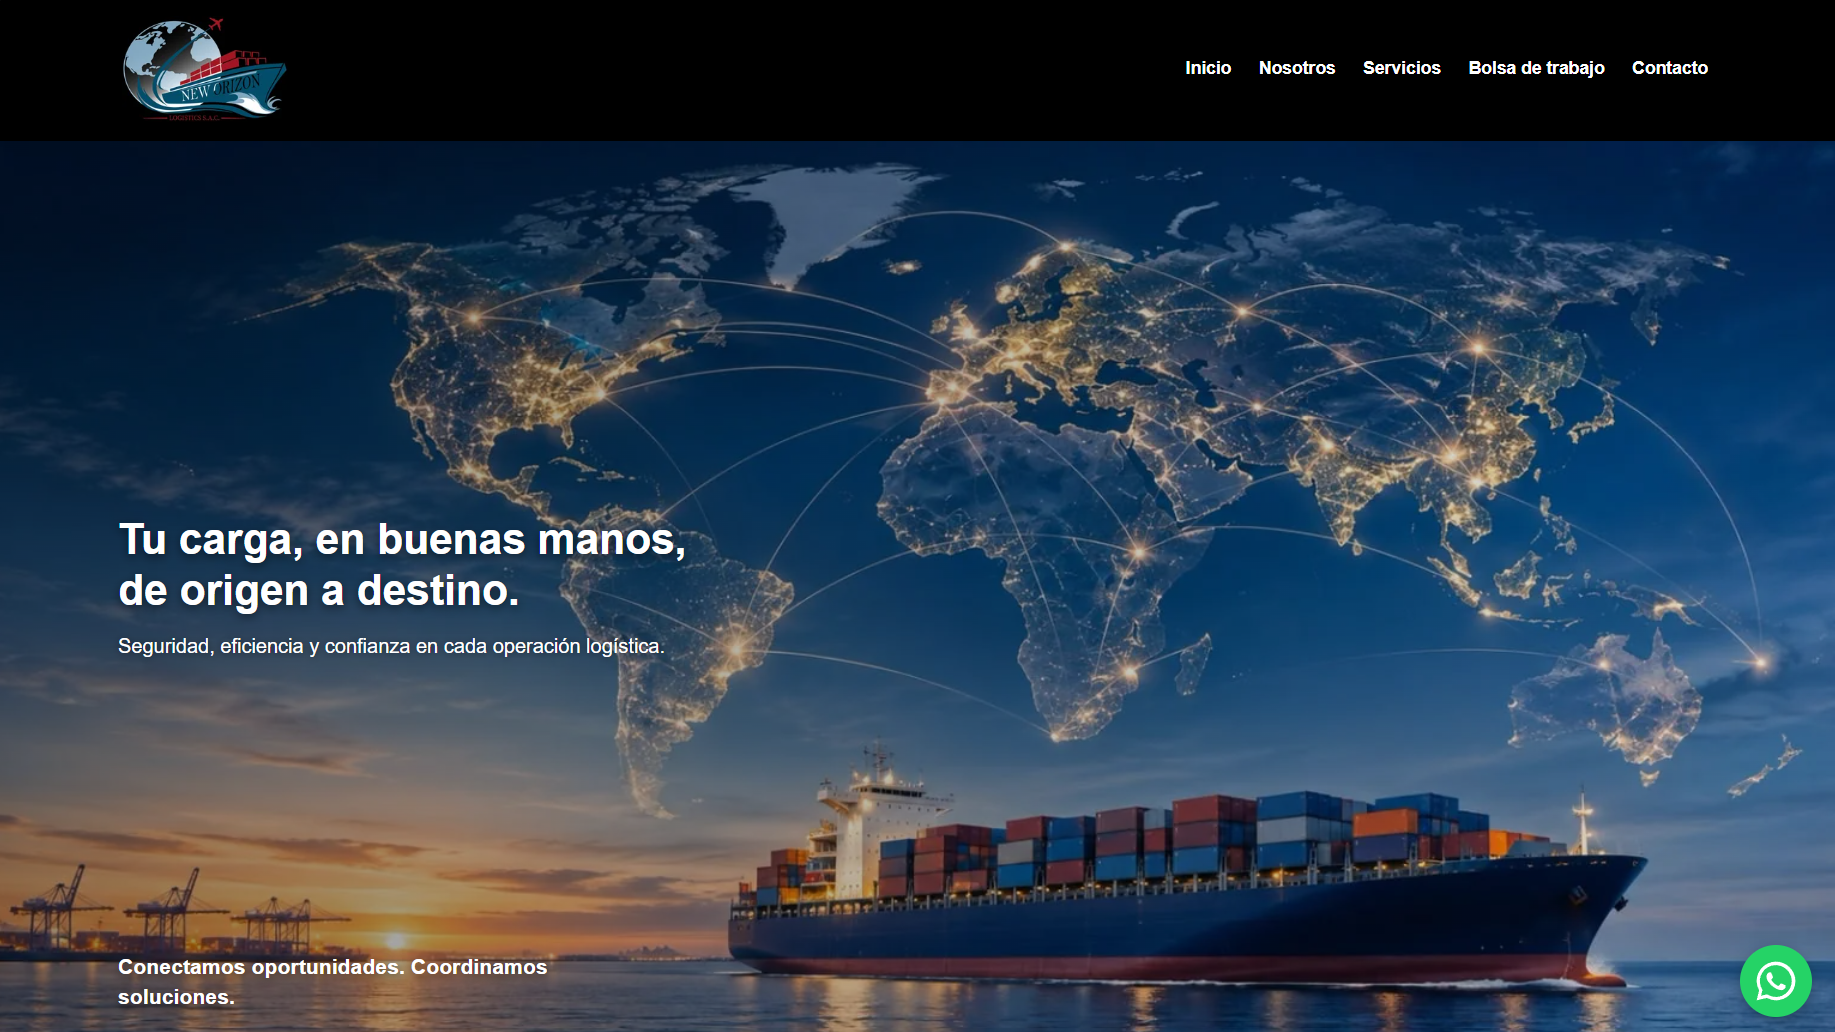 NEW ORIZON
LOGISTICS S.A.C.
Inicio
Nosotros
Servicios
Bolsa de trabajo
Contacto
Tu carga, en buenas manos,
de origen a destino.
Seguridad, eficiencia y confianza en cada operación logística.
Conectamos oportunidades. Coordinamos
soluciones.